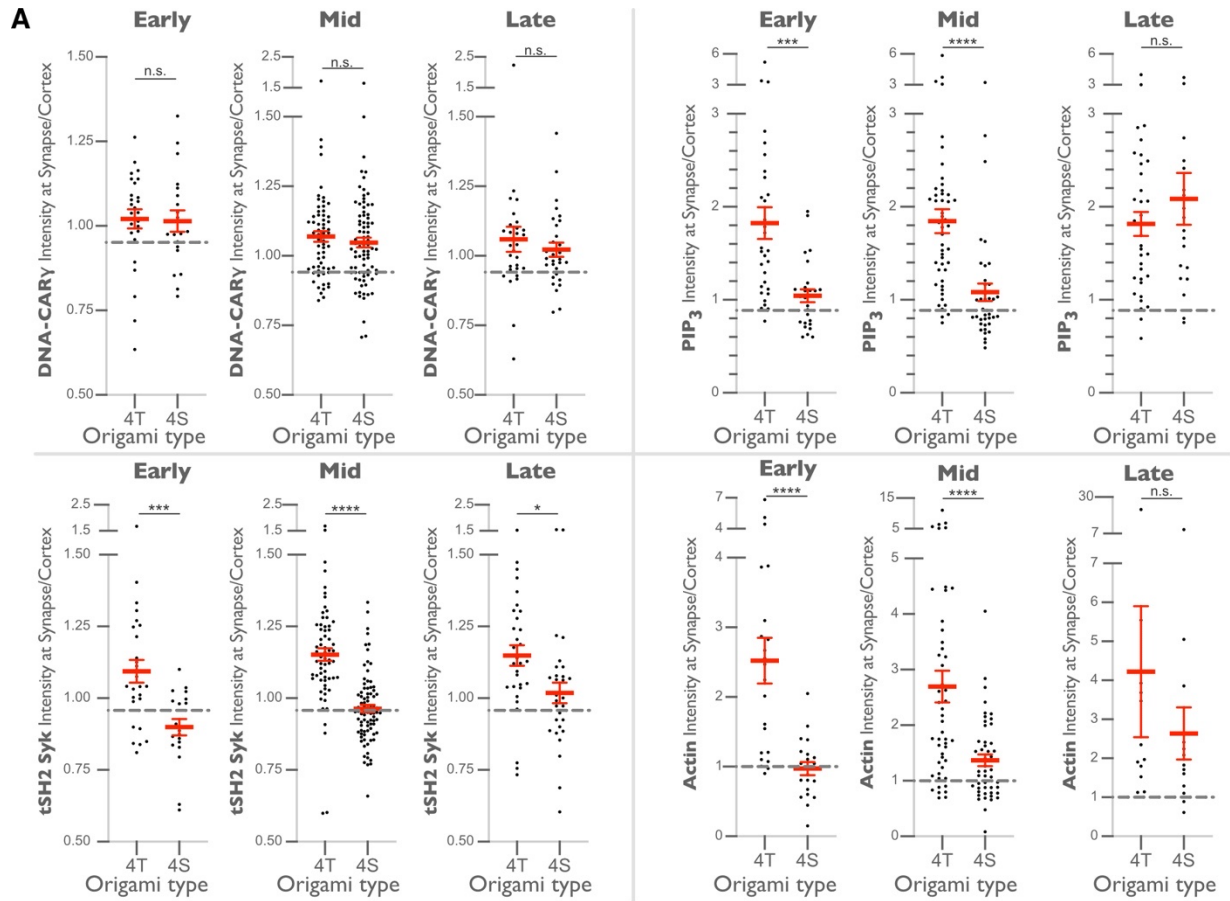 A
Early
Mid
Late
DNA-CARγ Intensity at Synapse/Cortex
1.50
1.25
1.00
0.75
0.50
n.s.
4T
4S
Origami type
DNA-CARγ Intensity at Synapse/Cortex
2.5
1.5
1.50
1.25
1.00
0.75
0.50
n.s.
4T
4S
Origami type
DNA-CARγ Intensity at Synapse/Cortex
2.5
1.5
1.50
1.25
1.00
0.75
0.50
n.s.
4T
4S
Origami type
Early
Mid
Late
PIP3 Intensity at Synapse/Cortex
6
3
3
2
1
0
***
4T
4S
Origami type
PIP3 Intensity at Synapse/Cortex
6
3
3
2
1
0
****
4T
4S
Origami type
PIP3 Intensity at Synapse/Cortex
6
3
3
2
1
0
n.s.
4T
4S
Origami type
Early
Mid
Late
tSH2 Syk Intensity at Synapse/Cortex
2.5
1.5
1.50
1.25
1.00
0.75
0.50
***
4T
4S
Origami type
tSH2 Syk Intensity at Synapse/Cortex
2.5
1.5
1.50
1.25
1.00
0.75
0.50
****
4T
4S
Origami type
tSH2 Syk Intensity at Synapse/Cortex
2.5
1.5
1.50
1.25
1.00
0.75
0.50
*
4T
4S
Origami type
Early
Mid
Late
Actin Intensity at Synapse/Cortex
7
4
4
2
1
0
****
4T
4S
Origami type
Actin Intensity at Synapse/Cortex
15
5
5
4
3
2
1
0
****
4T
4S
Origami type
Actin Intensity at Synapse/Cortex
30
7
7
6
5
4
3
2
1
0
n.s.
4T
4S
Origami type